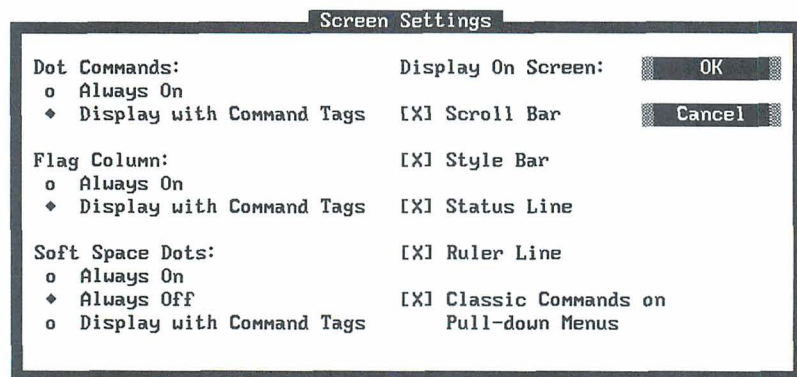 Screen Settings
Dot Commands:
o Always On
◆ Display with Command Tags
Flag Column:
o Always On
◆ Display with Command Tags
Soft Space Dots:
o Always On
◆ Always Off
o Display with Command Tags
Display On Screen:
[X] Scroll Bar
[X] Style Bar
[X] Status Line
[X] Ruler Line
[X] Classic Commands on
Pull-down Menus
OK
Cancel